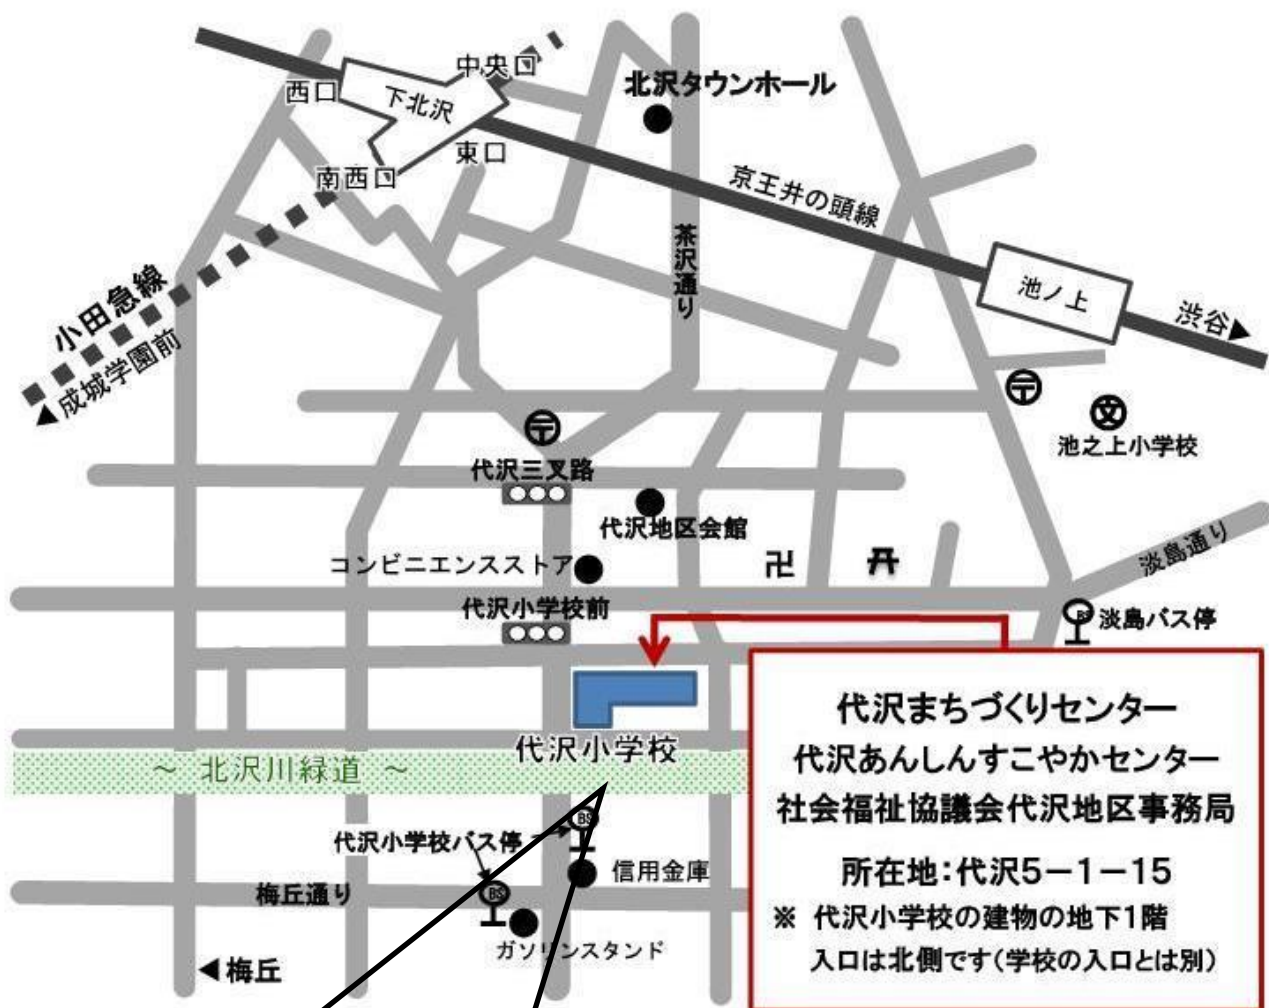 中央口
西口
下北沢
北沢タウンホール
東口
南西口
京王井の頭線
茶沢通り
小田急線
◀成城学園前
池ノ上
渋谷▶
〒
〒
文
池之上小学校
代沢三叉路
代沢地区会館
コンビニエンスストア
卍
淡島通り
代沢小学校前
BS
淡島バス停
代沢小学校
～ 北沢川緑道 ～
代沢まちづくりセンター
代沢あんしんすこやかセンター
社会福祉協議会代沢地区事務局
所在地:代沢5-1-15
※ 代沢小学校の建物の地下1階
入口は北側です(学校の入口とは別)
BS
代沢小学校バス停
信用金庫
梅丘通り
BS
ガソリンスタンド
◀梅丘